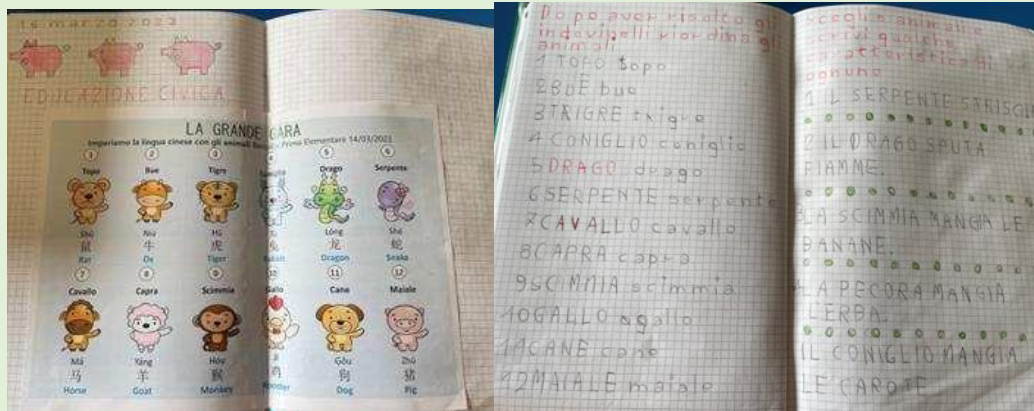 14 marzo 2023
EDUCAZIONE CIVICA
LA GRANDE GARA
Impariamo la lingua cinese con gli animali Prima Elementare 14/03/2023
1 2 3 4 5 6
Topo Bue Tigre Coniglio Drago Serpente
Shǔ Niú Hǔ Lóng Shé
鼠 牛 虎 兔 龙 蛇
Rat Ox Tiger Rabbit Dragon Snake
7 8 9 10 11 12
Cavallo Capra Scimmia Gallo Cane Maiale
Mǎ Yáng Hóu Gǒu Zhū
马 羊 猴 鸡 狗 猪
Horse Goat Monkey Rooster Dog Pig
Dopo aver risolto gli
indovinelli riordina gli
animali
1 TOPO topo
2 BUE bue
3 TRIGRE trigre
4 CONIGLIO coniglio
5 DRAGO drago
6 SERPENTE serpente
7 CAVALLO cavallo
8 CAPRA capra
9 SCIMMIA scimmia
10 GALLO gallo
11 CANE cane
12 MAIALE maiale
scegli animali e
scrivi qualche
caratteristica di
ognuno
1 IL SERPENTE STRISCI
2 IL DRAGO SPUTA
FIAMME.
LA SCIMMIA MANGIA LE
BANANE.
LA PECORA MANGIA
L'ERBA.
IL CONIGLIO MANGIA
LE CAROTE